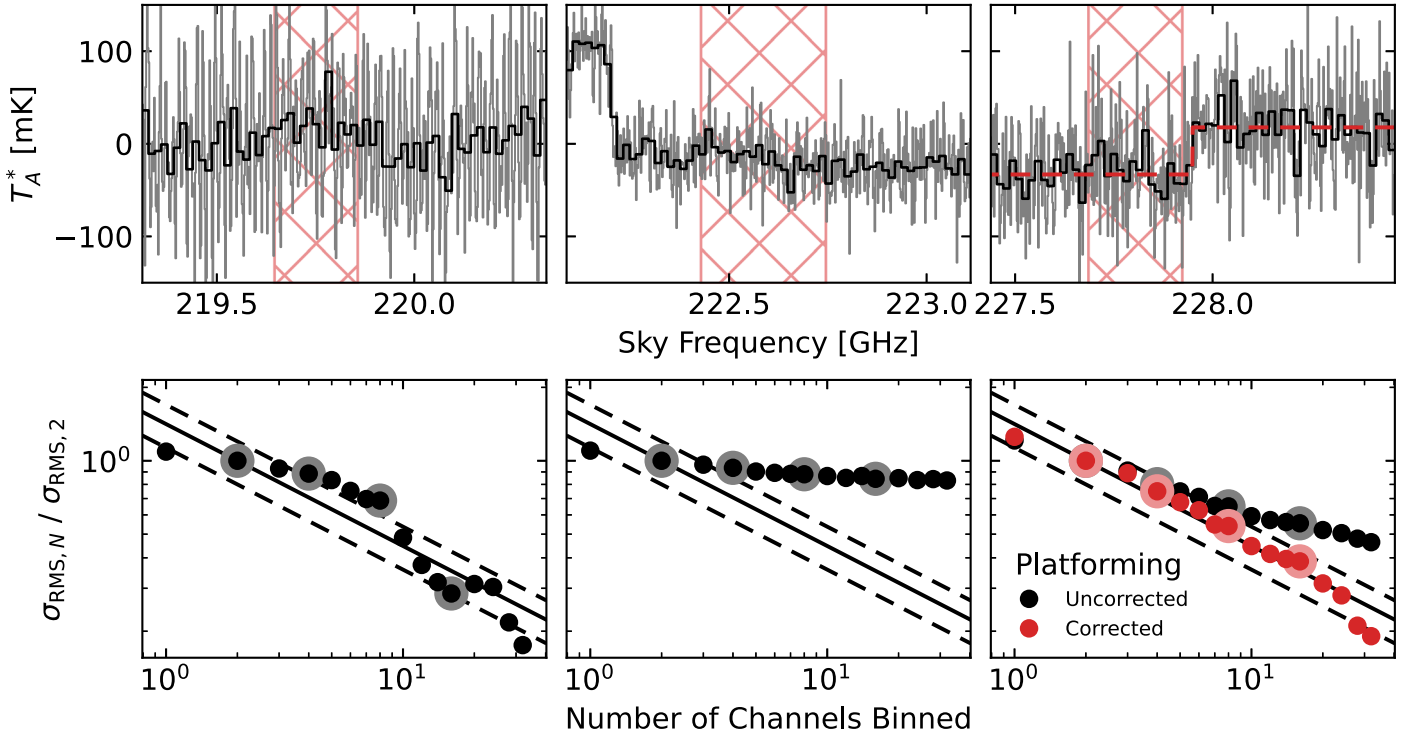 100
0
−100
T*A [mK]
219.5 220.0 222.5 223.0 227.5 228.0
Sky Frequency [GHz]
10⁰
σRMS, N / σRMS, 2
Platforming
Uncorrected
Corrected
10⁰ 10¹ 10⁰ 10¹ 10⁰ 10¹
Number of Channels Binned